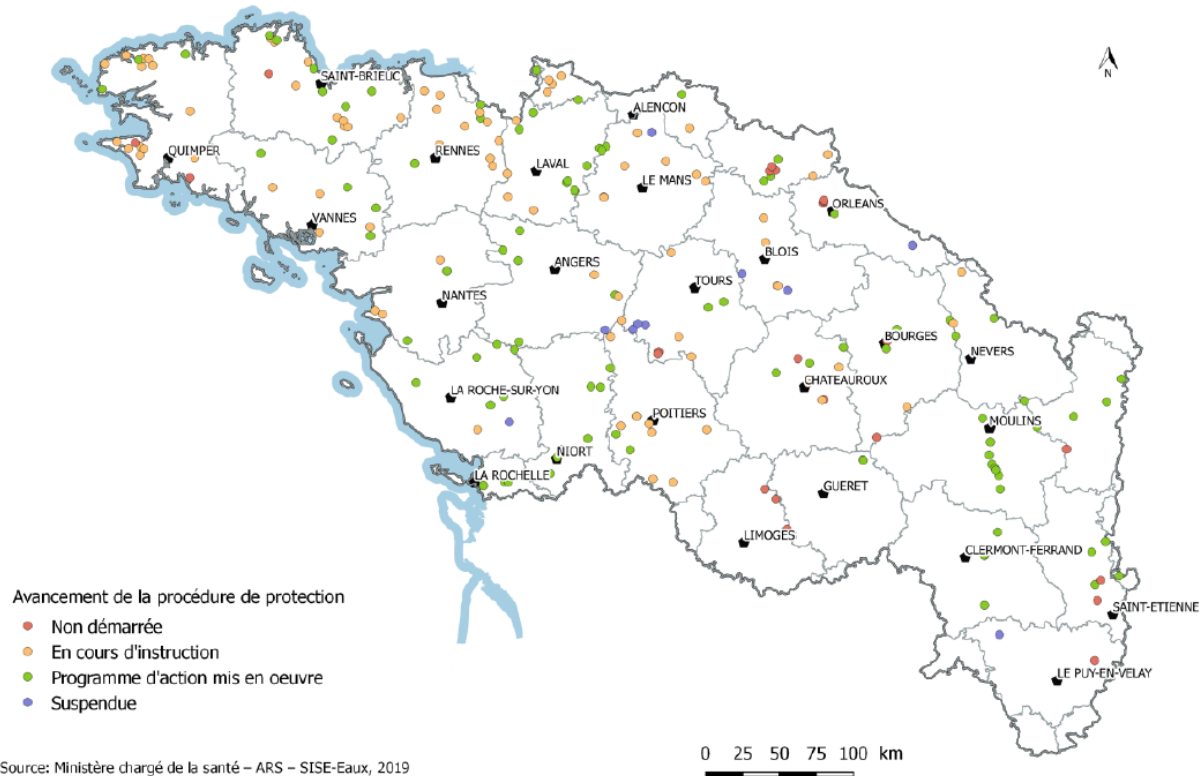 N
SAINT-BRIEUC
ALENCON
QUIMPER
RENNES
LAVAL
LE MANS
ORLEANS
VANNES
BLOIS
ANGERS
TOURS
NANTES
BOURGES
NEVERS
CHATEAUROUX
LA ROCHE-SUR-YON
POITIERS
MOULINS
NIORT
LA ROCHELLE
GUERET
LIMOGES
CLERMONT-FERRAND
SAINT-ETIENNE
LE PUY-EN-VELAY
Avancement de la procédure de protection
Non démarrée
En cours d'instruction
Programme d'action mis en oeuvre
Suspendue
0 25 50 75 100 km
Source: Ministère chargé de la santé – ARS – SISE-Eaux, 2019